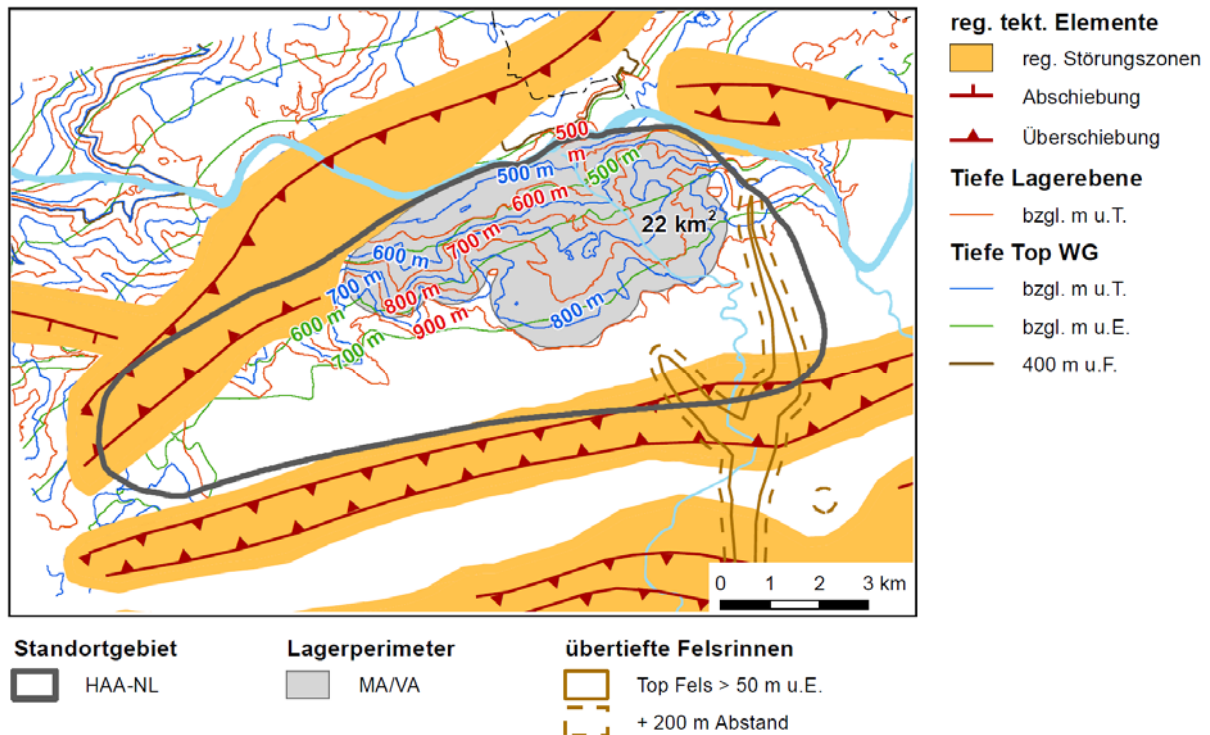 500
m
500 m
500 m
600 m
22 km²
700 m
600 m
700 m
800 m
800 m
900 m
600 m
700 m
0 1 2 3 km
reg. tekt. Elemente
reg. Störungszonen
Abschiebung
Überschiebung
Tiefe Lagerebene
bzgl. m u.T.
Tiefe Top WG
bzgl. m u.T.
bzgl. m u.E.
400 m u.F.
Standortgebiet
HAA-NL
Lagerperimeter
MA/VA
übertiefte Felsrinnen
Top Fels > 50 m u.E.
+ 200 m Abstand